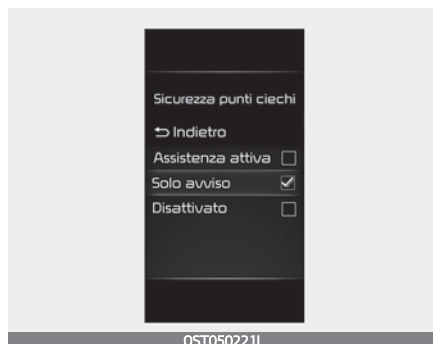 Sicurezza punti ciechi
Indietro
Assistenza attiva
Solo avviso
Disattivato
OST050221L